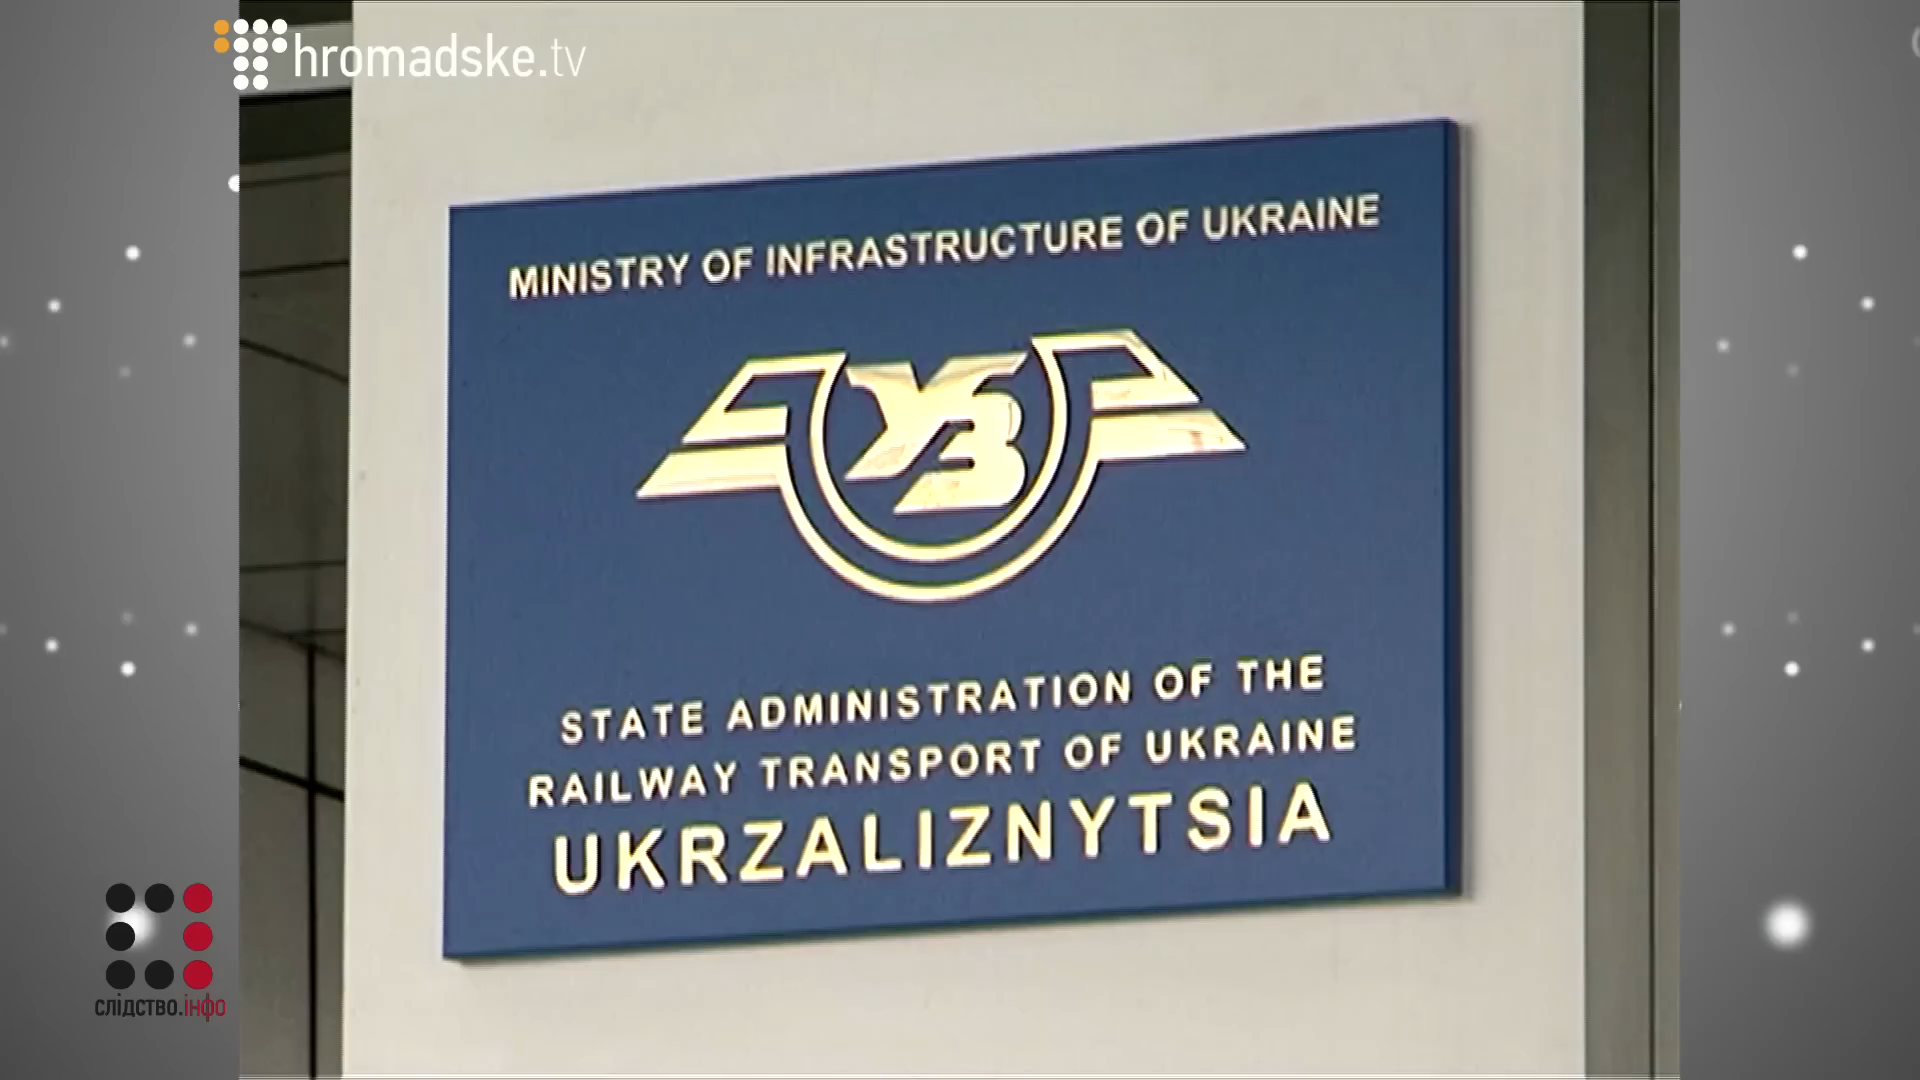 hromadske.tv
MINISTRY OF INFRASTRUCTURE OF UKRAINE
УЗ
STATE ADMINISTRATION OF THE
RAILWAY TRANSPORT OF UKRAINE
UKRZALIZNYTSIA
СЛІДСТВО.ІНФО